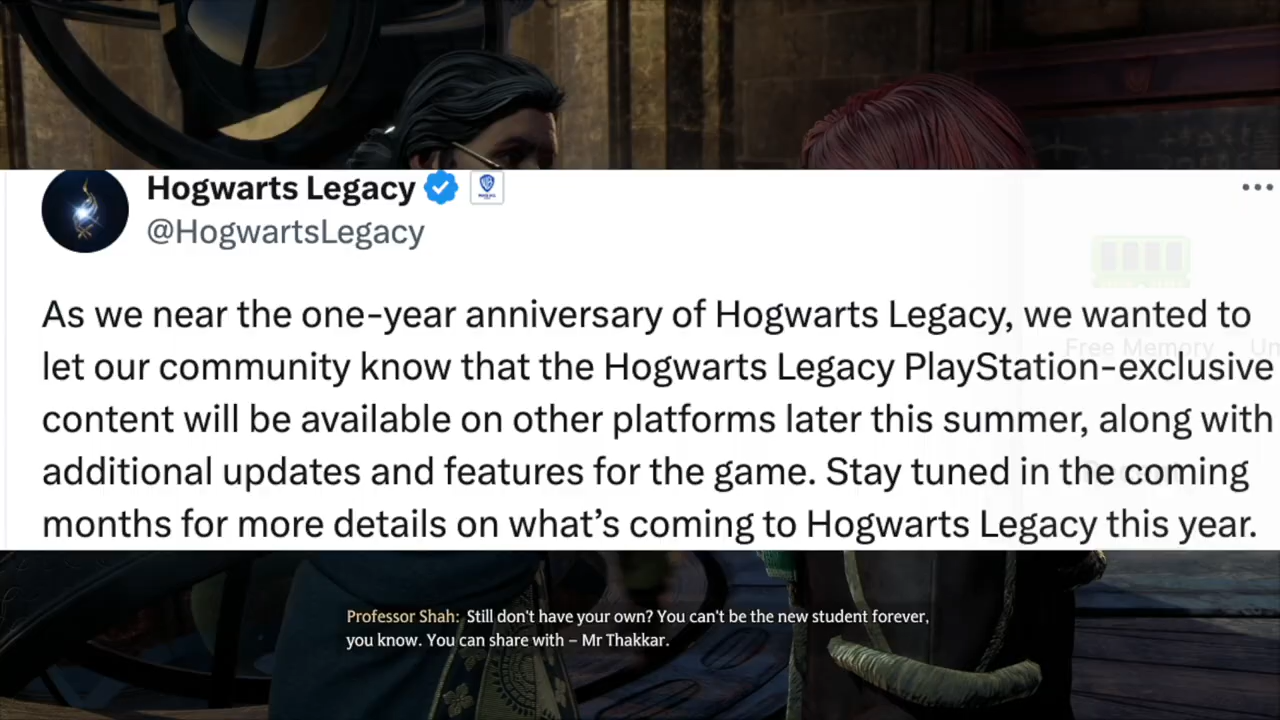 Hogwarts Legacy
@HogwartsLegacy
As we near the one-year anniversary of Hogwarts Legacy, we wanted to
let our community know that the Hogwarts Legacy PlayStation-exclusive
content will be available on other platforms later this summer, along with
additional updates and features for the game. Stay tuned in the coming
months for more details on what’s coming to Hogwarts Legacy this year.
Free Memory
Professor Shah: Still don't have your own? You can't be the new student forever,
you know. You can share with – Mr Thakkar.